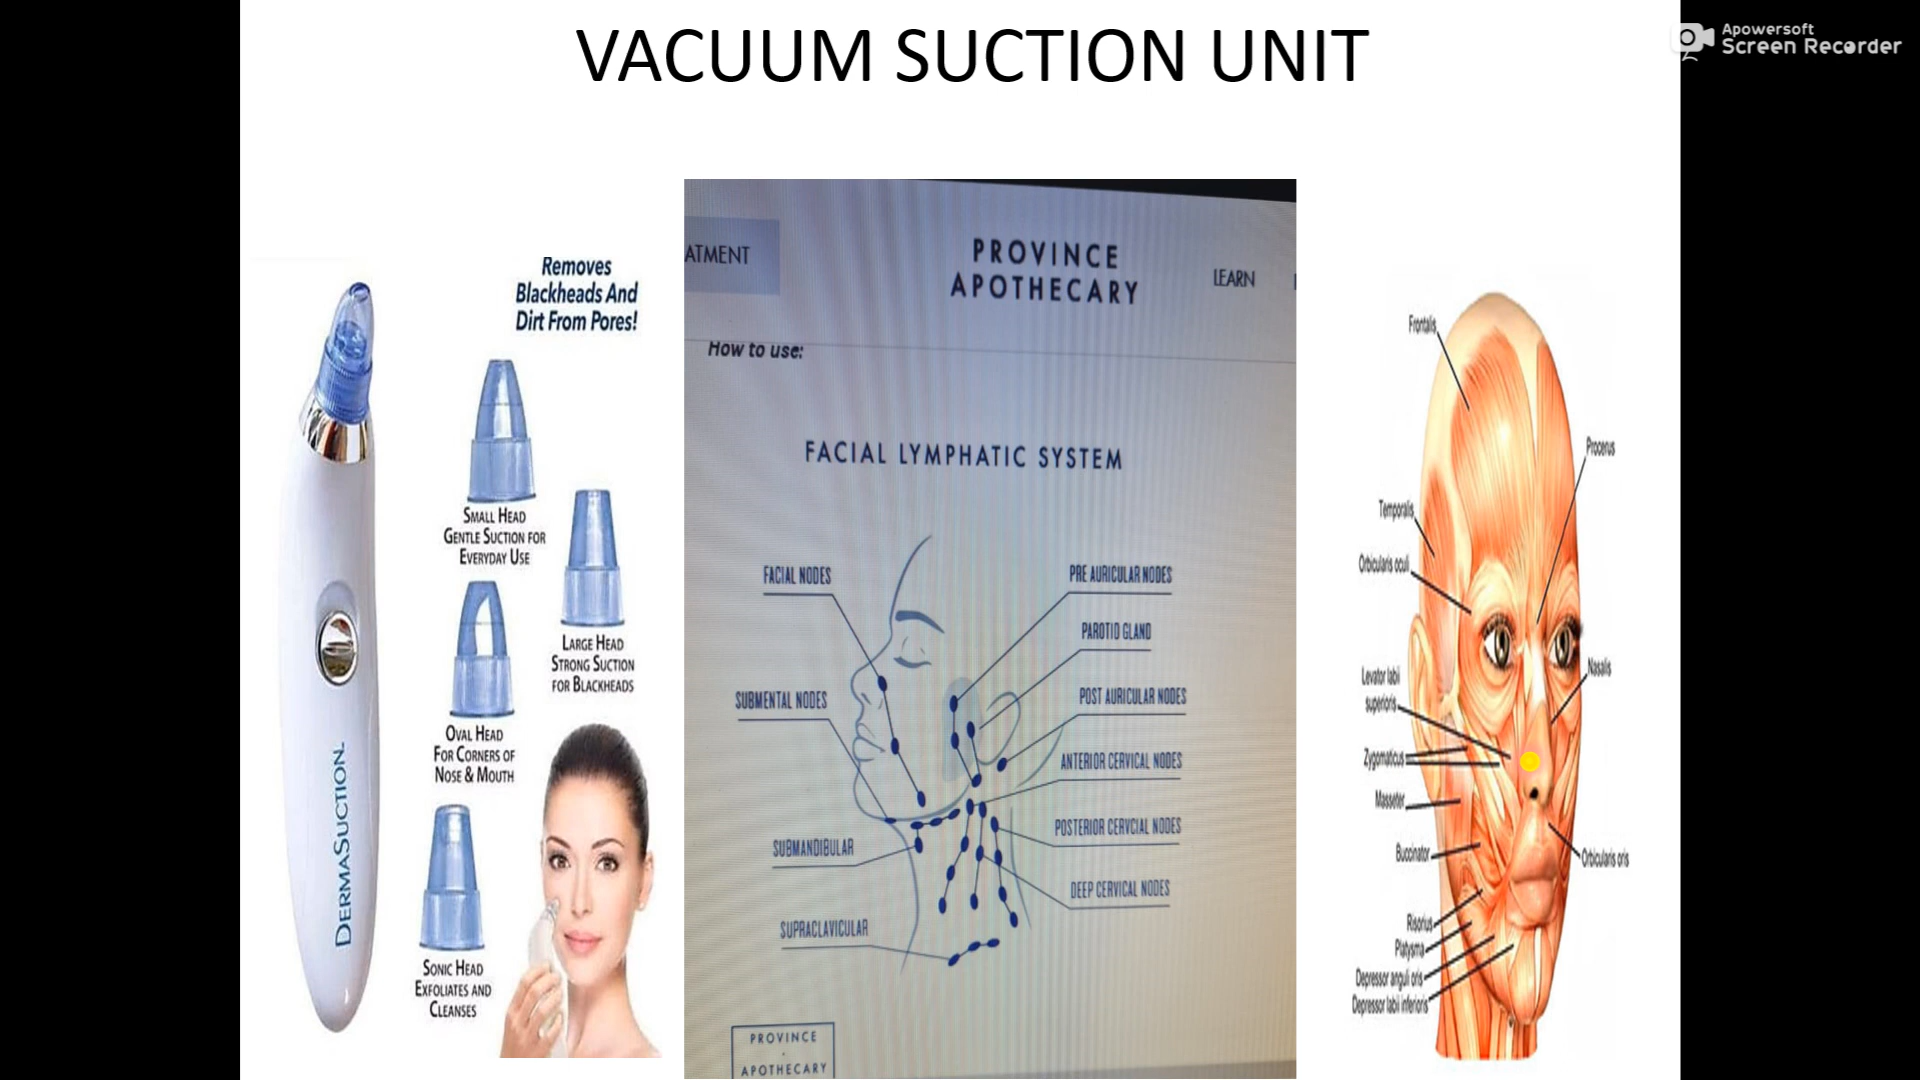 VACUUM SUCTION UNIT
Apowersoft
Screen Recorder
Removes
Blackheads And
Dirt From Pores!
SMALL HEAD
GENTLE SUCTION FOR
EVERYDAY USE
LARGE HEAD
STRONG SUCTION
FOR BLACKHEADS
OVAL HEAD
FOR CORNERS OF
NOSE & MOUTH
SONIC HEAD
EXFOLIATES AND
CLEANSES
DERMASUCTION
ATMENT
PROVINCE
APOTHECARY
LEARN
How to use:
FACIAL LYMPHATIC SYSTEM
FACIAL NODES
SUBMENTAL NODES
SUBMANDIBULAR
SUPRACLAVICULAR
PRE AURICULAR NODES
PAROTID GLAND
POST AURICULAR NODES
ANTERIOR CERVICAL NODES
POSTERIOR CERVCIAL NODES
DEEP CERVICAL NODES
PROVINCE
APOTHECARY
Frontalis
Procerus
Temporalis
Orbicularis oculi
Levator labii
superioris
Nasalis
Zygomaticus
Masseter
Buccinator
Orbicularis oris
Risorius
Platysma
Depressor anguli oris
Depressor labii inferioris